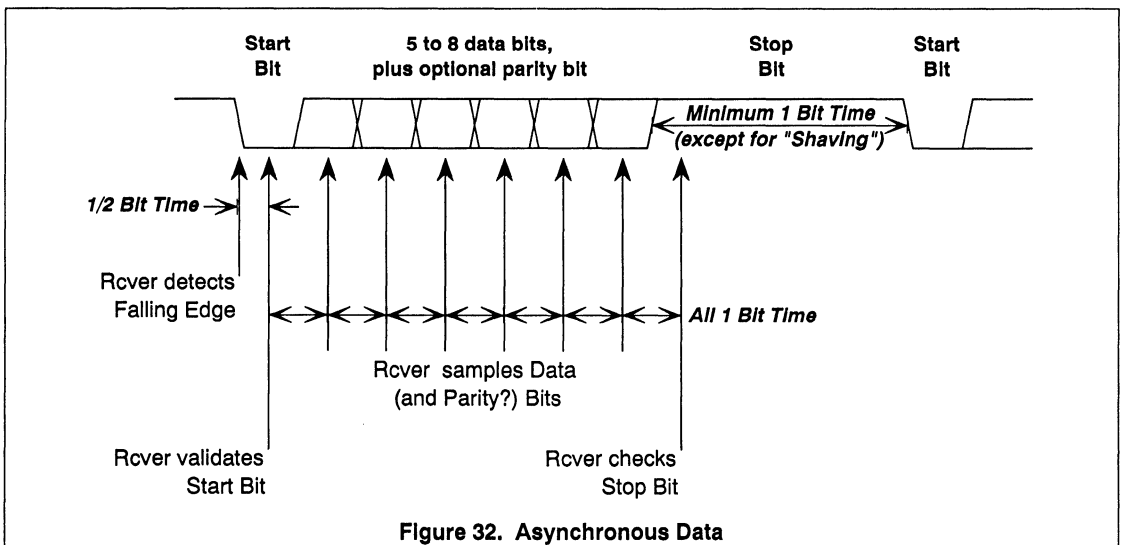 Start
Bit
5 to 8 data bits,
plus optional parity bit
Stop
Bit
Start
Bit
Minimum 1 Bit Time
(except for "Shaving")
1/2 Bit Time
Rcver detects
Falling Edge
All 1 Bit Time
Rcver samples Data
(and Parity?) Bits
Rcver validates
Start Bit
Rcver checks
Stop Bit
Figure 32. Asynchronous Data